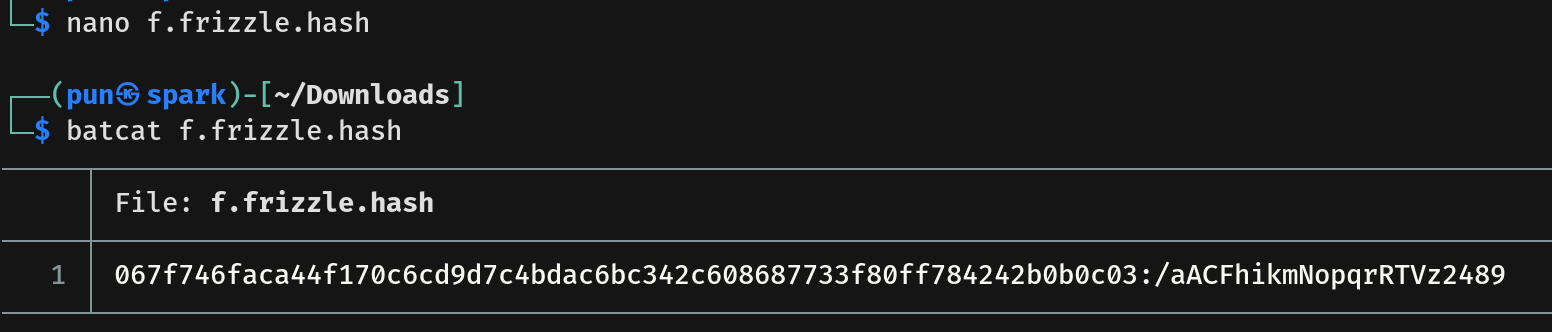 $ nano f.frizzle.hash
(pun㉿spark)-[~/Downloads]
$ batcat f.frizzle.hash
File: f.frizzle.hash
1 067f746faca44f170c6cd9d7c4bdac6bc342c608687733f80ff784242b0b0c03:/aACFhikmNopqrRTVz2489